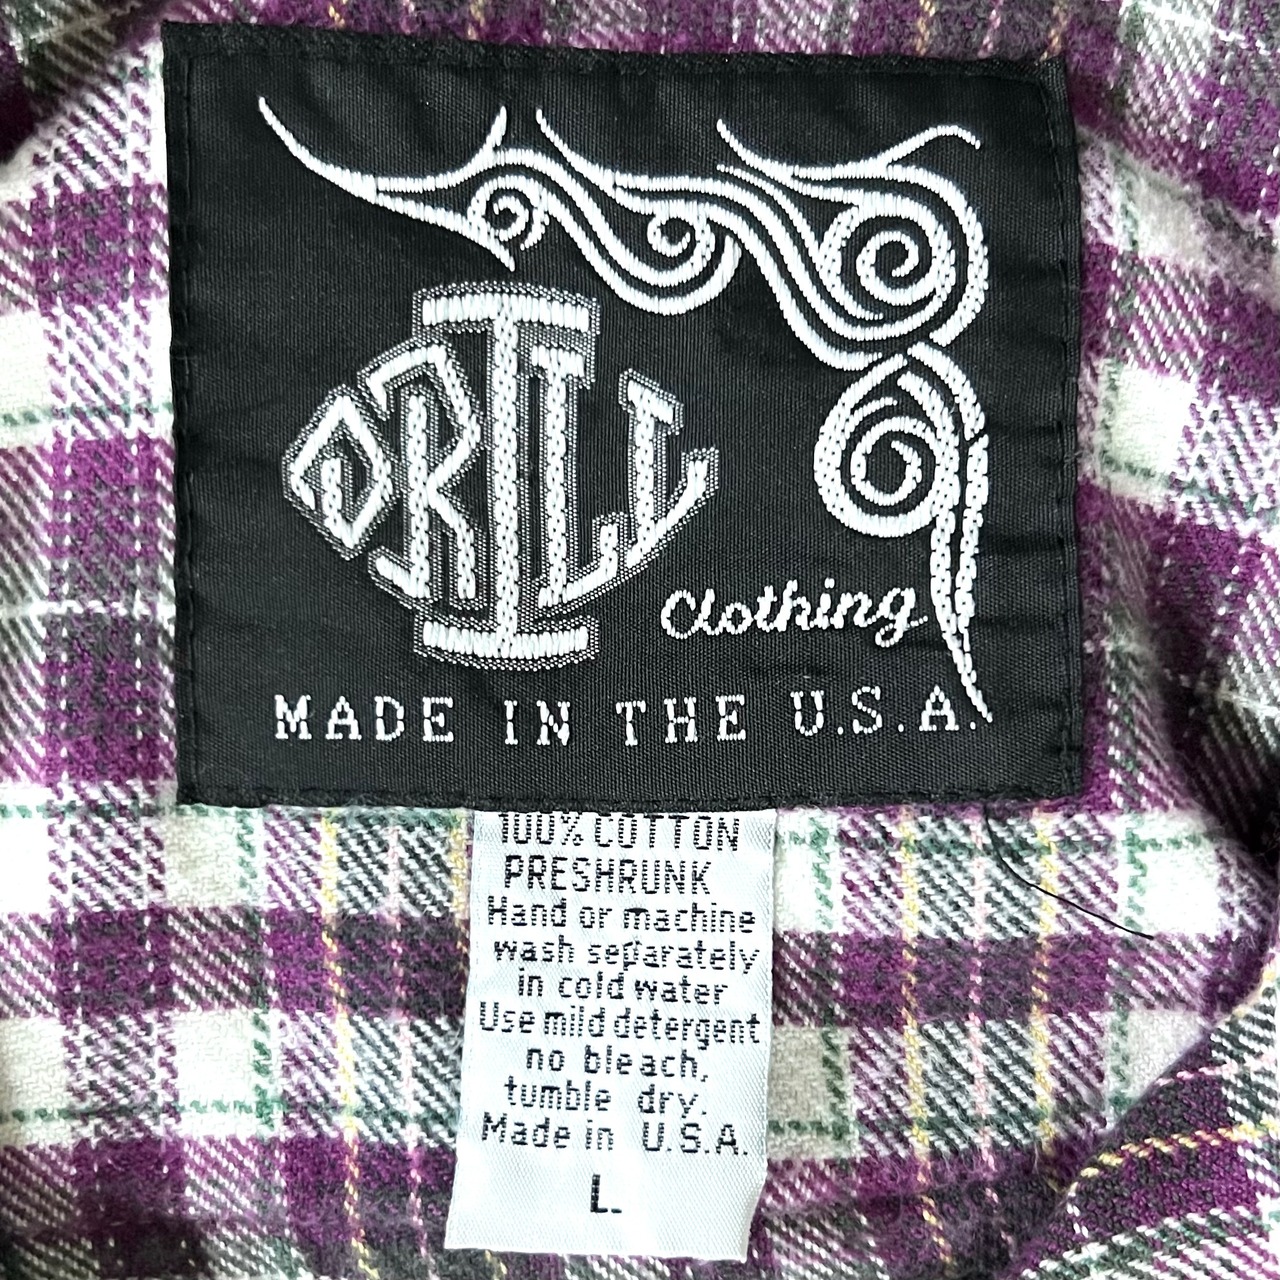 DRILL
Clothing
MADE IN THE U.S.A.
100% COTTON
PRESHRUNK
Hand or machine
wash separately
in cold water
Use mild detergent
no bleach,
tumble dry.
Made in U.S.A.
L.